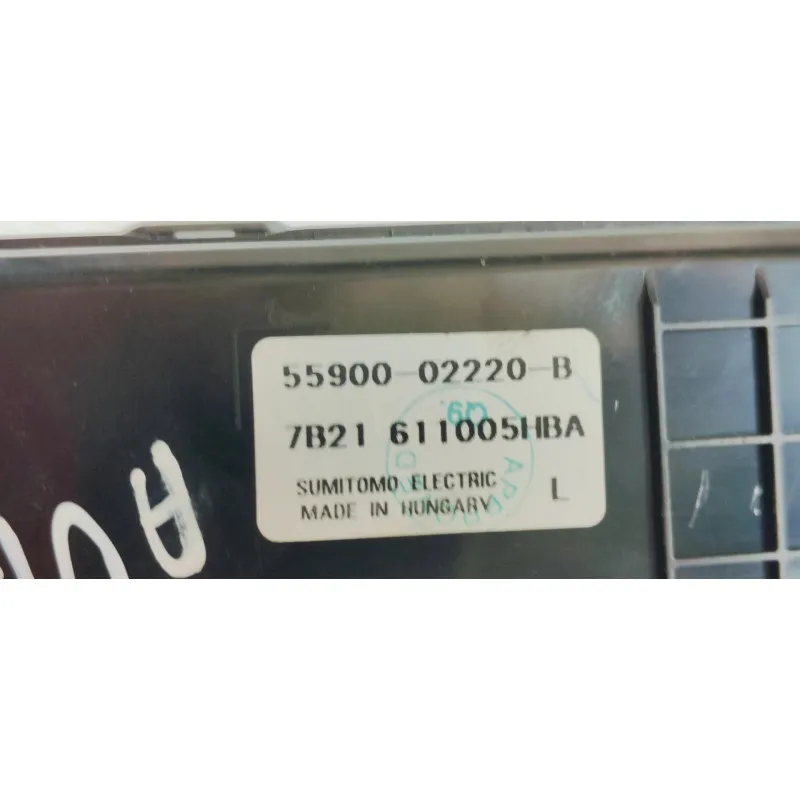 55900-02220-B
7B21 611005HBA
SUMITOMO ELECTRIC
MADE IN HUNGARY L